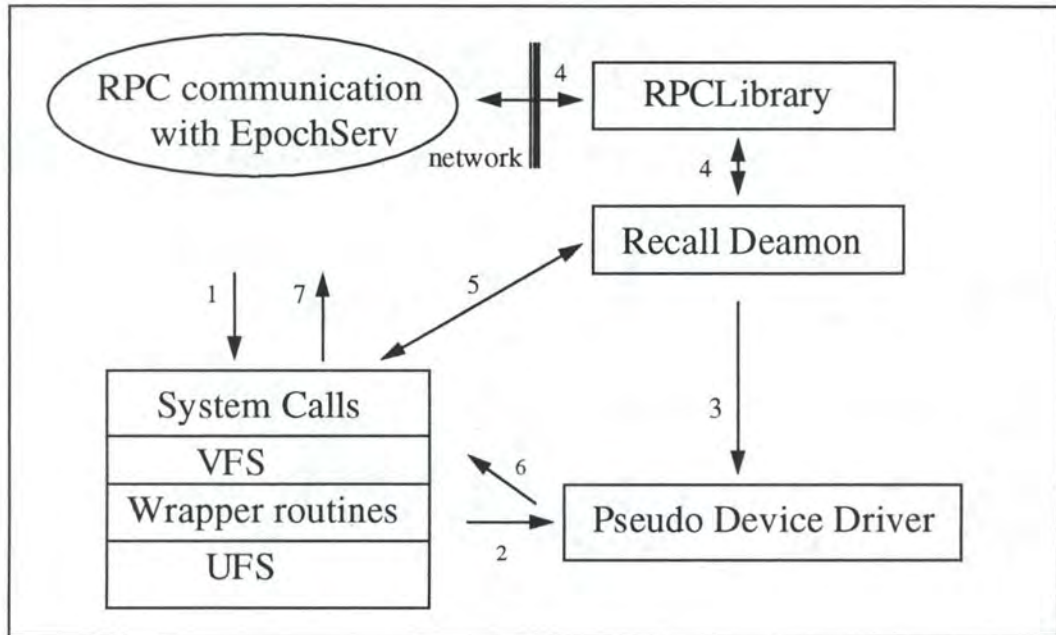 RPC communication
with EpochServ
network
4
RPCLibrary
4
Recall Deamon
1
7
5
System Calls
VFS
Wrapper routines
UFS
3
6
2
Pseudo Device Driver